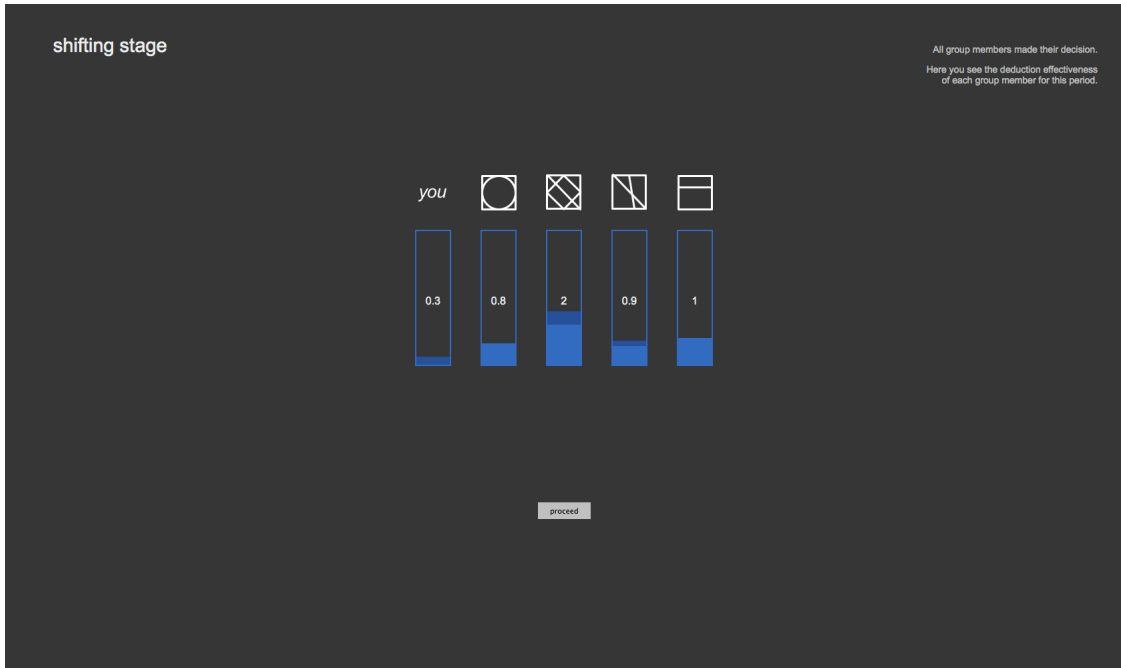 shifting stage
All group members made their decision.
Here you see the deduction effectiveness
of each group member for this period.
you
0.3 0.8 2 0.9 1
proceed